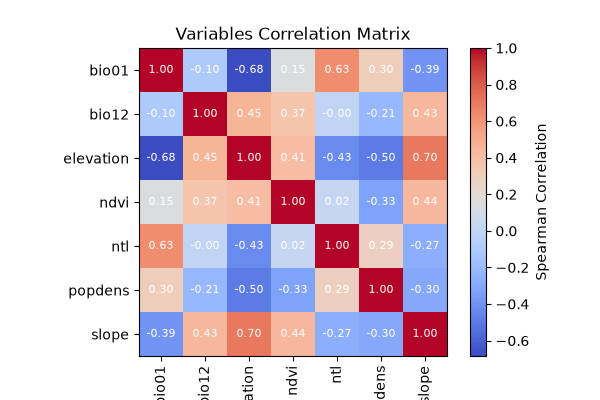 Variables Correlation Matrix
bio01 1.00 -0.10 -0.68 0.15 0.63 0.30 -0.39
bio12 -0.10 1.00 0.45 0.37 -0.00 -0.21 0.43
elevation -0.68 0.45 1.00 0.41 -0.43 -0.50 0.70
ndvi 0.15 0.37 0.41 1.00 0.02 -0.33 0.44
ntl 0.63 -0.00 -0.43 0.02 1.00 0.29 -0.27
popdens 0.30 -0.21 -0.50 -0.33 0.29 1.00 -0.30
slope -0.39 0.43 0.70 0.44 -0.27 -0.30 1.00
bio01 bio12 ation ndvi ntl dens slope
1.0
0.8
0.6
0.4
0.2
0.0
−0.2
−0.4
−0.6
Spearman Correlation